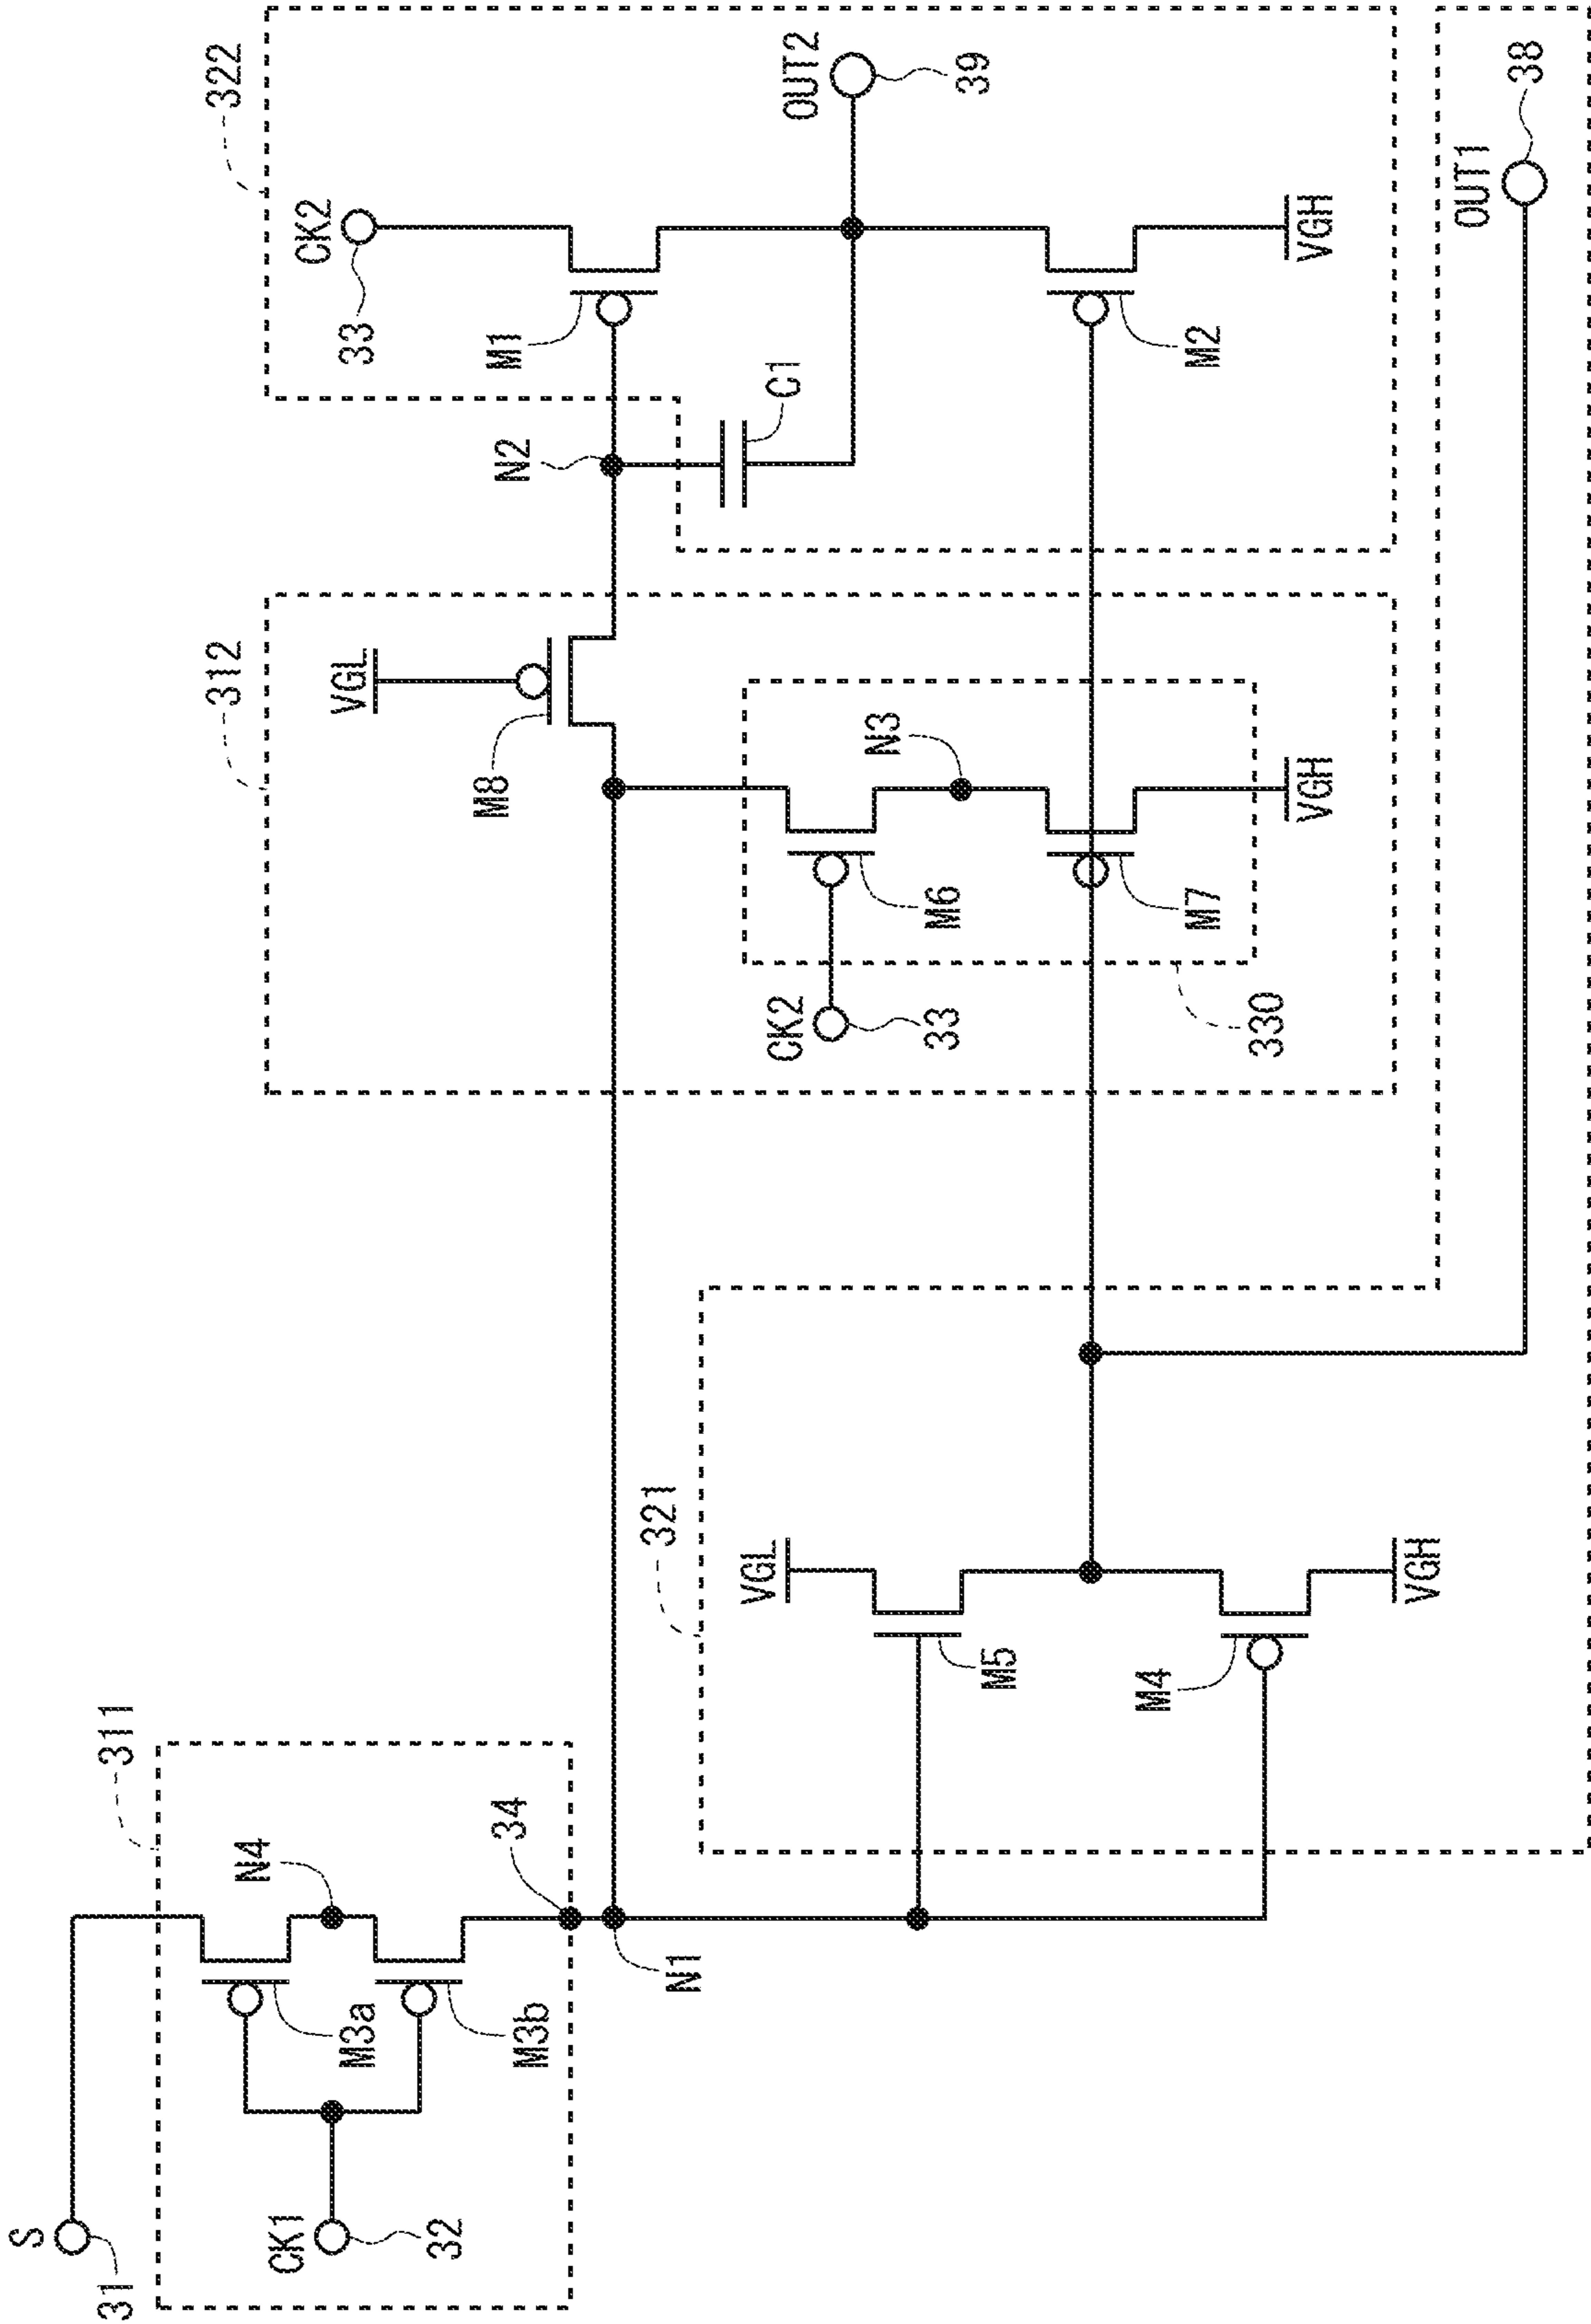 S
31
CK1
32
311
N4
M3a
M3b
34
N1
321
VGL
M5
M4
VGH
312
VGL
M8
N3
M6
CK2
33
M7
VGH
330
322
CK2
33
M1
N2
C1
OUT2
39
M2
VGH
OUT1
38